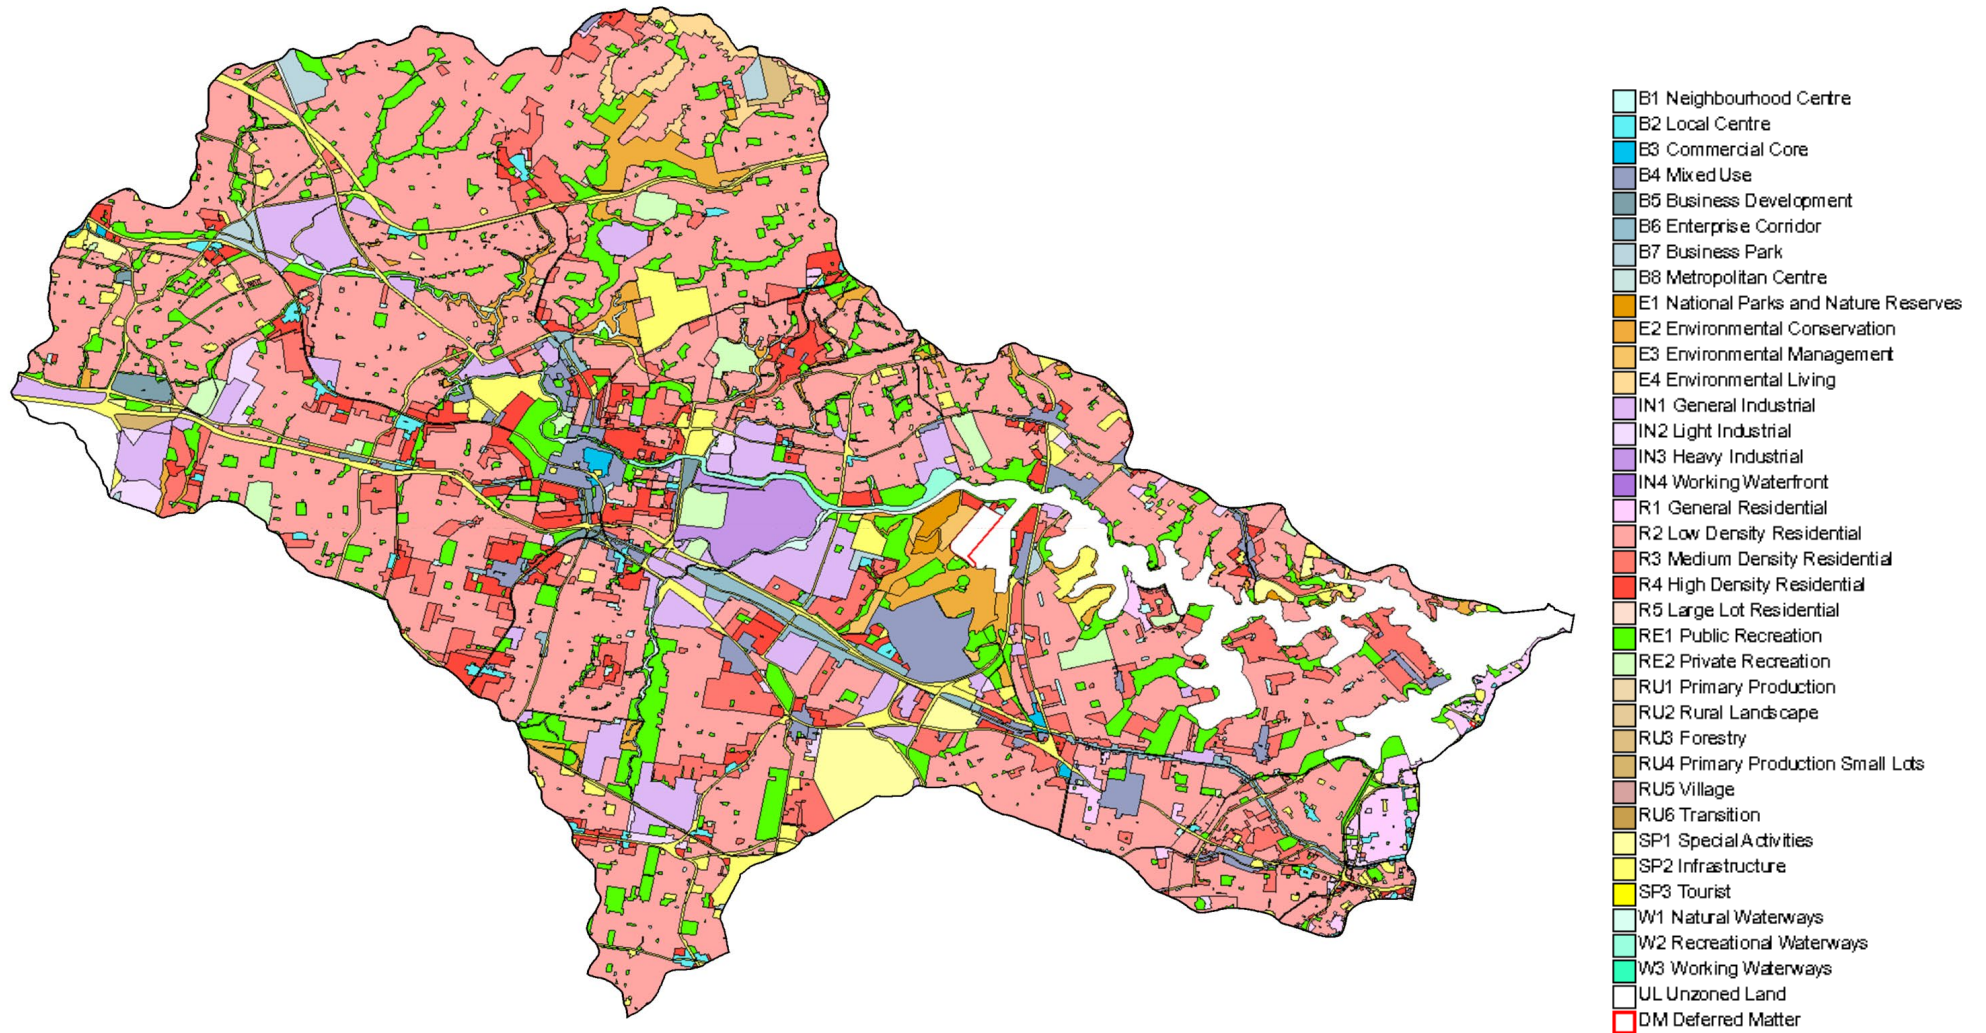 B1 Neighbourhood Centre
B2 Local Centre
B3 Commercial Core
B4 Mixed Use
B5 Business Development
B6 Enterprise Corridor
B7 Business Park
B8 Metropolitan Centre
E1 National Parks and Nature Reserves
E2 Environmental Conservation
E3 Environmental Management
E4 Environmental Living
IN1 General Industrial
IN2 Light Industrial
IN3 Heavy Industrial
IN4 Working Waterfront
R1 General Residential
R2 Low Density Residential
R3 Medium Density Residential
R4 High Density Residential
R5 Large Lot Residential
RE1 Public Recreation
RE2 Private Recreation
RU1 Primary Production
RU2 Rural Landscape
RU3 Forestry
RU4 Primary Production Small Lots
RU5 Village
RU6 Transition
SP1 Special Activities
SP2 Infrastructure
SP3 Tourist
W1 Natural Waterways
W2 Recreational Waterways
W3 Working Waterways
UL Unzoned Land
DM Deferred Matter